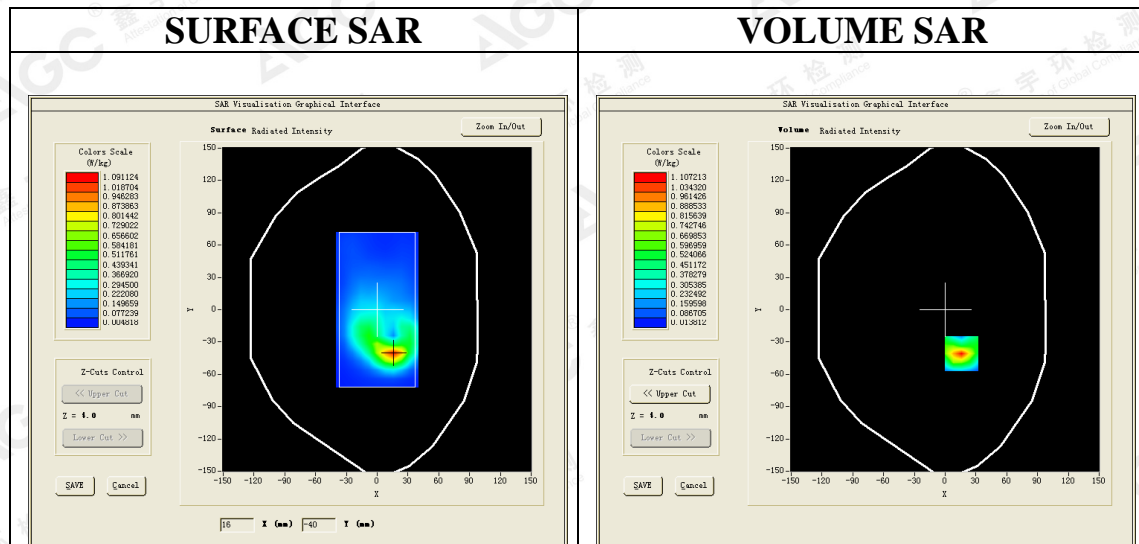 SURFACE SAR
VOLUME SAR
SAR Visualisation Graphical Interface
Surface Radiated Intensity
Zoom In/Out
Colors Scale
(W/kg)
1.091124
1.018704
0.946283
0.873863
0.801442
0.729022
0.656602
0.584181
0.511761
0.439341
0.366920
0.294500
0.222080
0.149659
0.077239
0.004818
150
120
90
60
30
0
-30
-60
-90
-120
-150
Y
-150 -120 -90 -60 -30 0 30 60 90 120 150
X
Z-Cuts Control
<< Upper Cut
Z = 4.0 mm
Lower Cut >>
SAVE
Cancel
16 X (mm) -40 Y (mm)
SAR Visualisation Graphical Interface
Volume Radiated Intensity
Zoom In/Out
Colors Scale
(W/kg)
1.107213
1.034320
0.961426
0.888533
0.815639
0.742746
0.669853
0.596959
0.524066
0.451172
0.378279
0.305385
0.232492
0.159598
0.086705
0.013812
150
120
90
60
30
0
-30
-60
-90
-120
-150
Y
-150 -120 -90 -60 -30 0 30 60 90 120 150
X
Z-Cuts Control
<< Upper Cut
Z = 4.0 mm
Lower Cut >>
SAVE
Cancel